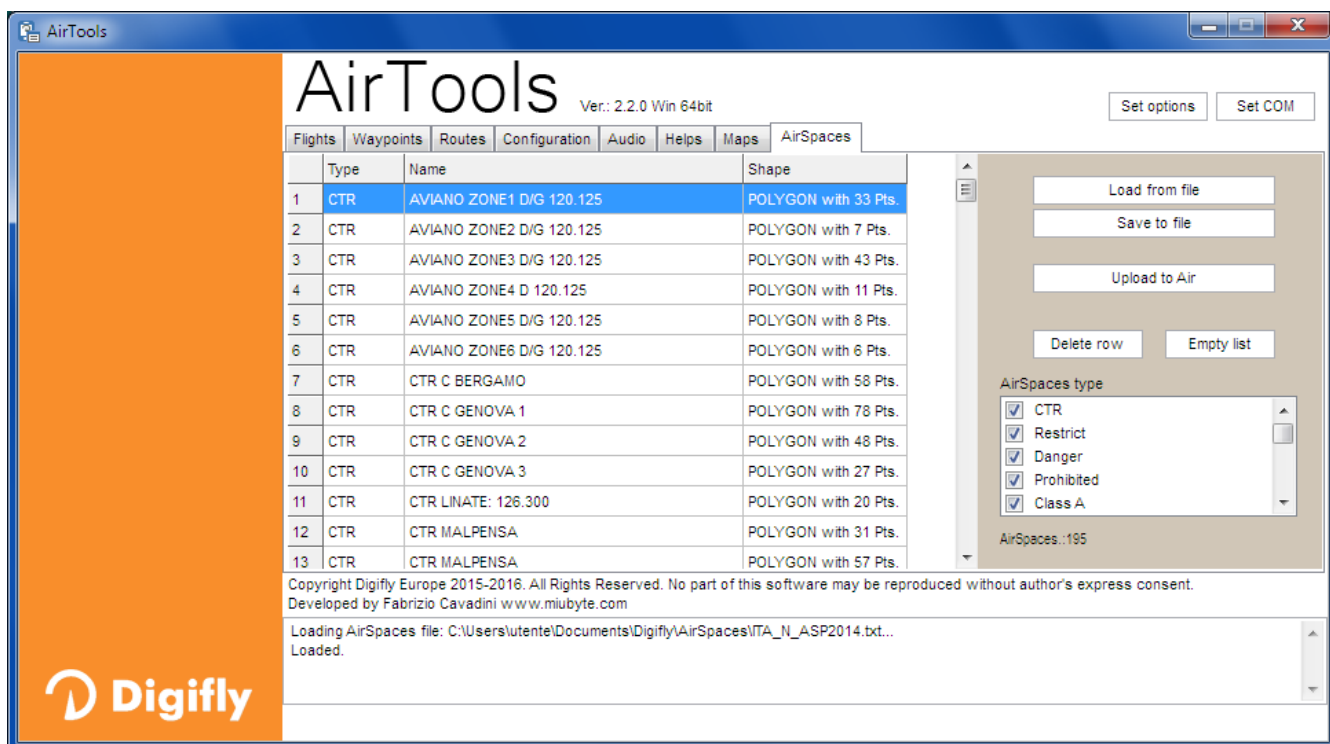 AirTools
AirTools Ver.: 2.2.0 Win 64bit
Set options Set COM
Flights Waypoints Routes Configuration Audio Helps Maps AirSpaces
Type Name Shape
1 CTR AVIANO ZONE1 D/G 120.125 POLYGON with 33 Pts.
2 CTR AVIANO ZONE2 D/G 120.125 POLYGON with 7 Pts.
3 CTR AVIANO ZONE3 D/G 120.125 POLYGON with 43 Pts.
4 CTR AVIANO ZONE4 D 120.125 POLYGON with 11 Pts.
5 CTR AVIANO ZONE5 D/G 120.125 POLYGON with 8 Pts.
6 CTR AVIANO ZONE6 D/G 120.125 POLYGON with 6 Pts.
7 CTR CTR C BERGAMO POLYGON with 58 Pts.
8 CTR CTR C GENOVA 1 POLYGON with 78 Pts.
9 CTR CTR C GENOVA 2 POLYGON with 48 Pts.
10 CTR CTR C GENOVA 3 POLYGON with 27 Pts.
11 CTR CTR LINATE: 126.300 POLYGON with 20 Pts.
12 CTR CTR MALPENSA POLYGON with 31 Pts.
13 CTR CTR MALPENSA POLYGON with 57 Pts.
Load from file
Save to file
Upload to Air
Delete row Empty list
AirSpaces type
CTR
Restrict
Danger
Prohibited
Class A
AirSpaces.:195
Copyright Digifly Europe 2015-2016. All Rights Reserved. No part of this software may be reproduced without author's express consent.
Developed by Fabrizio Cavadini www.miubyte.com
Loading AirSpaces file: C:\Users\utente\Documents\Digifly\AirSpaces\ITA_N_ASP2014.txt...
Loaded.
Digifly